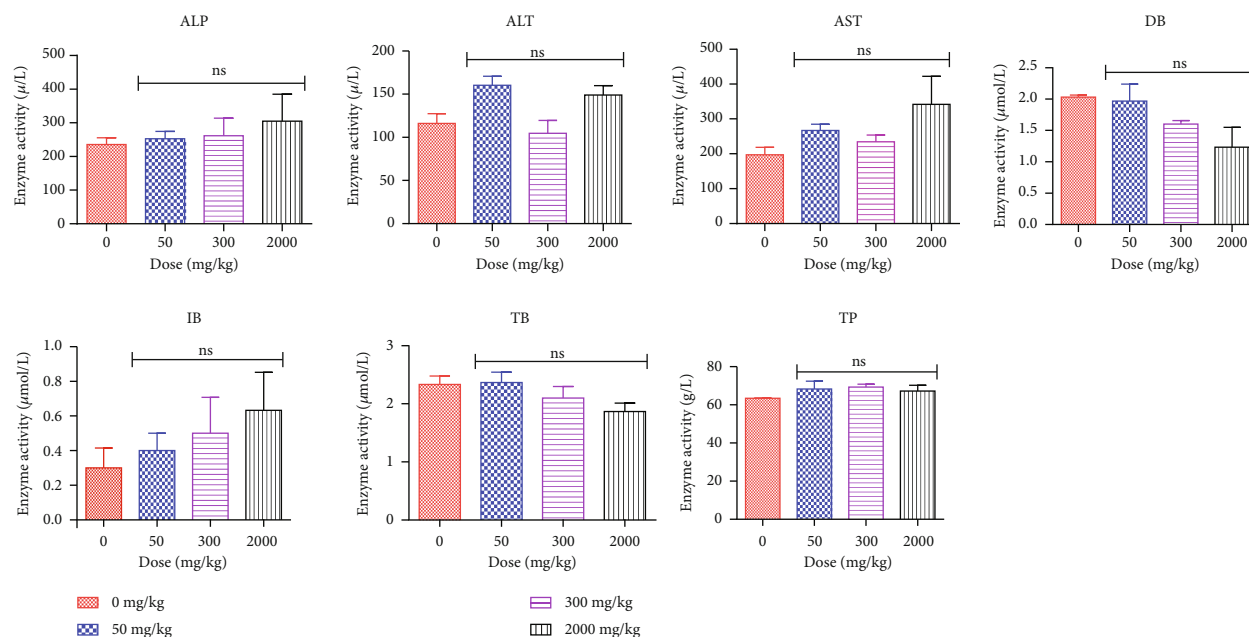 ALP
Enzyme activity (μ/L)
500
400
300
200
100
0
ns
0 50 300 2000
Dose (mg/kg)
ALT
Enzyme activity (μ/L)
200
150
100
50
0
ns
0 50 300 2000
Dose (mg/kg)
AST
Enzyme activity (μ/L)
500
400
300
200
100
0
ns
0 50 300 2000
Dose (mg/kg)
DB
Enzyme activity (μmol/L)
2.5
2.0
1.5
1.0
0.5
0.0
ns
0 50 300 2000
Dose (mg/kg)
IB
Enzyme activity (μmol/L)
1.0
0.8
0.6
0.4
0.2
0.0
ns
0 50 300 2000
Dose (mg/kg)
TB
Enzyme activity (μmol/L)
3
2
1
0
ns
0 50 300 2000
Dose (mg/kg)
TP
Enzyme activity (g/L)
80
60
40
20
0
ns
0 50 300 2000
Dose (mg/kg)
0 mg/kg
50 mg/kg
300 mg/kg
2000 mg/kg